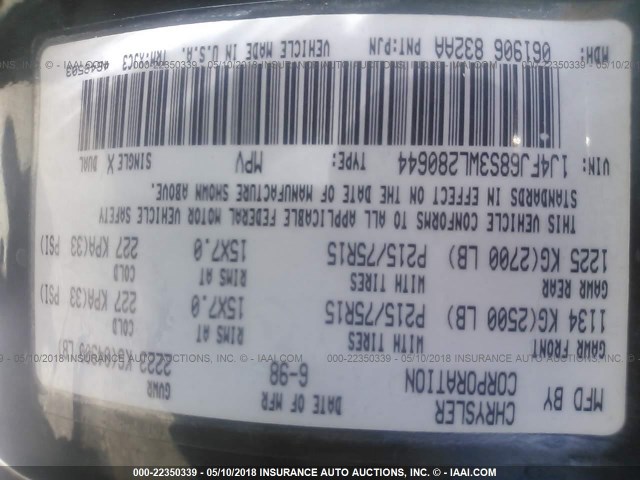 MFD BY CHRYSLER CORPORATION DATE OF MFR 6-98 GVWR
GAWR FRONT WITH TIRES RIMS AT COLD
1134 KG(2500 LB) P215/75R15 15X7.0 227 KPA(33 PSI)
GAWR REAR WITH TIRES RIMS AT COLD
1225 KG(2700 LB) P215/75R15 15X7.0 227 KPA(33 PSI)
THIS VEHICLE CONFORMS TO ALL APPLICABLE FEDERAL MOTOR VEHICLE SAFETY
STANDARDS IN EFFECT ON THE DATE OF MANUFACTURE SHOWN ABOVE.
VIN: 1J4FJ68S3WL280644 TYPE: MPV SINGLE X DUAL
MDH: 061906 832AA PNT:PJN VEHICLE MADE IN U.S.A. TRM:X9C3
000-22350339 - 05/10/2018 INSURANCE AUTO AUCTIONS, INC. © - IAAI.COM